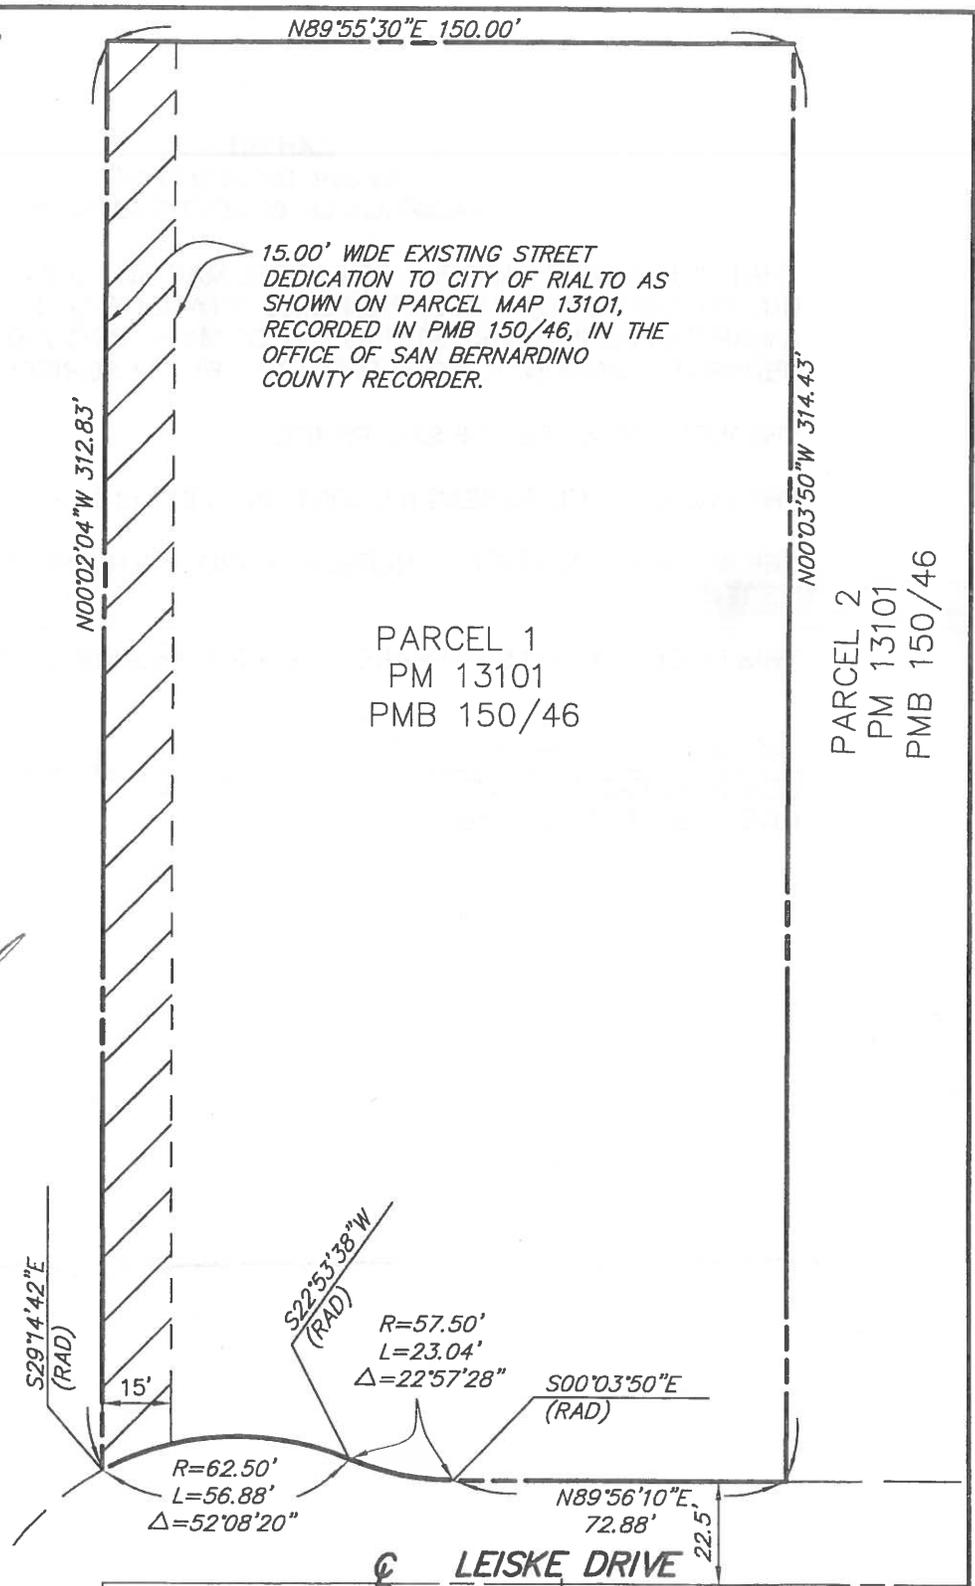 N89°55'30"E 150.00'
15.00' WIDE EXISTING STREET
DEDICATION TO CITY OF RIALTO AS
SHOWN ON PARCEL MAP 13101,
RECORDED IN PMB 150/46, IN THE
OFFICE OF SAN BERNARDINO
COUNTY RECORDER.
N00°02'04"W 312.83'
N00°03'50"W 314.43'
PARCEL 1
PM 13101
PMB 150/46
PARCEL 2
PM 13101
PMB 150/46
S29°14'42"E
(RAD)
15'
S22°53'38"W
(RAD)
R=57.50'
L=23.04'
△=22°57'28"
S00°03'50"E
(RAD)
R=62.50'
L=56.88'
△=52°08'20"
N89°56'10"E
72.88'
22.5'
℄ LEISKE DRIVE